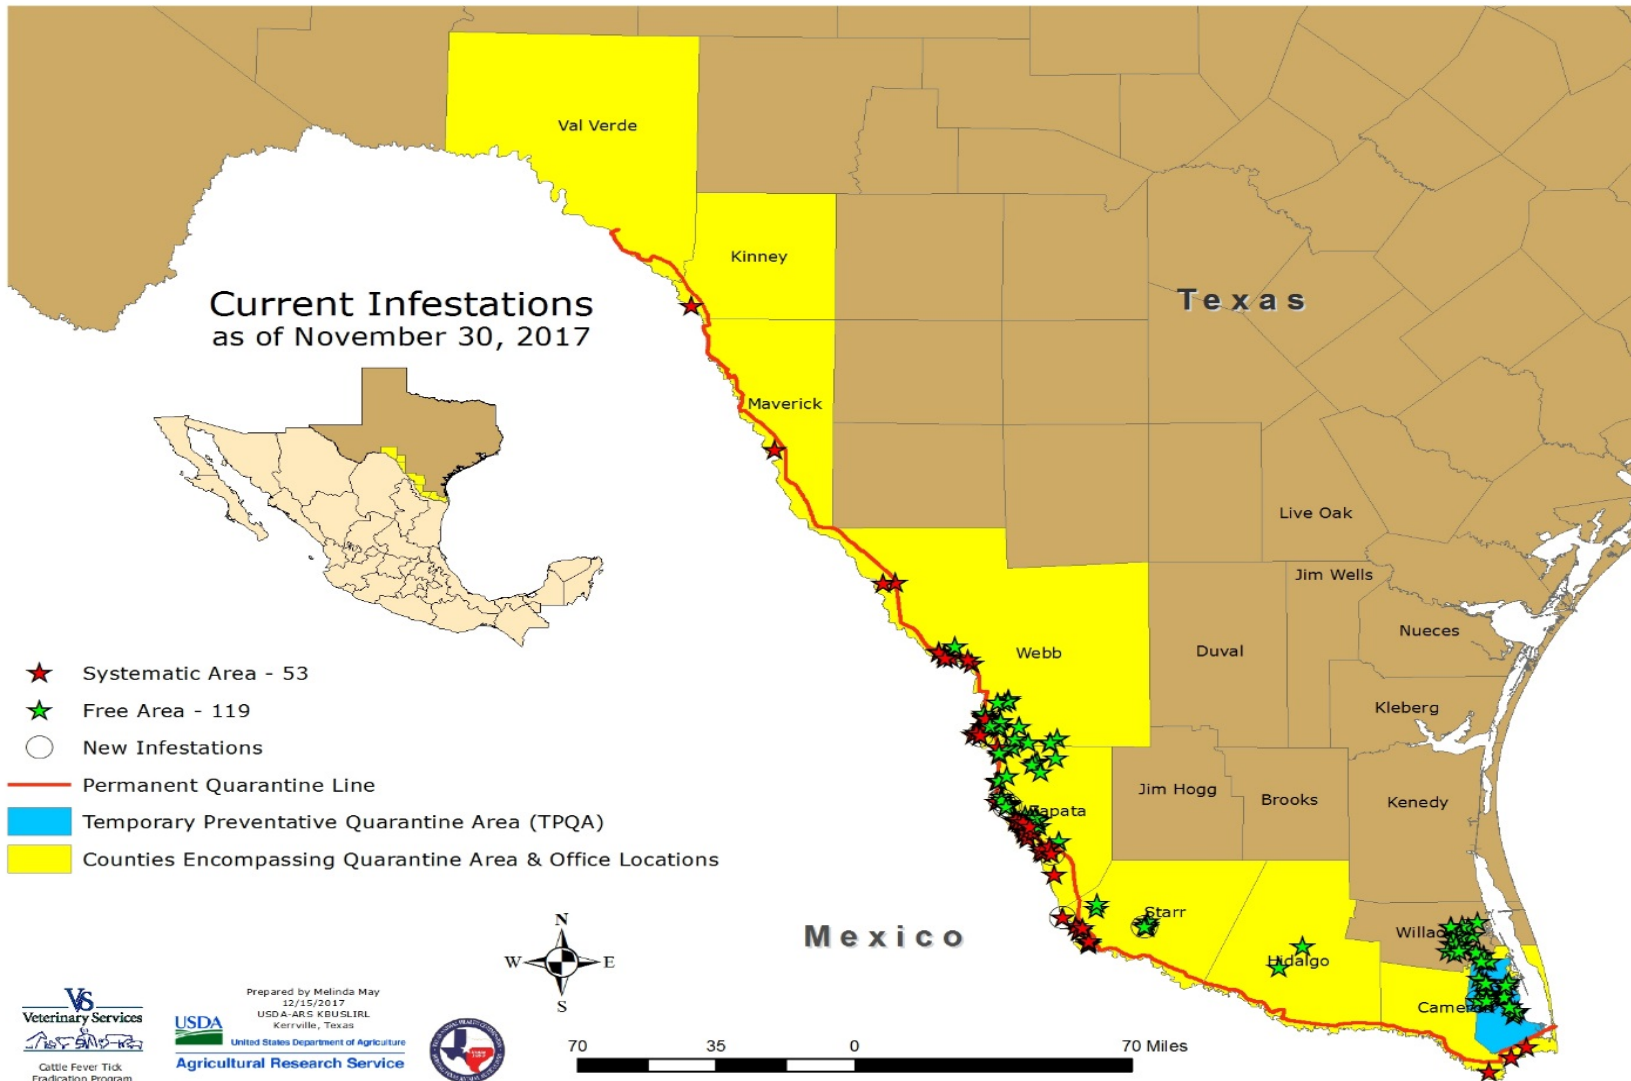 Val Verde
Kinney
Texas
Current Infestations
as of November 30, 2017
Maverick
Live Oak
Jim Wells
Nueces
Webb
Duval
Kleberg
Systematic Area - 53
Free Area - 119
New Infestations
Permanent Quarantine Line
Temporary Preventative Quarantine Area (TPQA)
Counties Encompassing Quarantine Area & Office Locations
Jim Hogg
Brooks
Kenedy
Zapata
Starr
Mexico
Hidalgo
Cameron
N
W
E
S
VS
Veterinary Services
Cattle Fever Tick
Eradication Program
Prepared by Melinda May
12/15/2017
USDA-ARS KBUSLIRL
Kerrville, Texas
USDA
United States Department of Agriculture
Agricultural Research Service
70
35
0
70 Miles